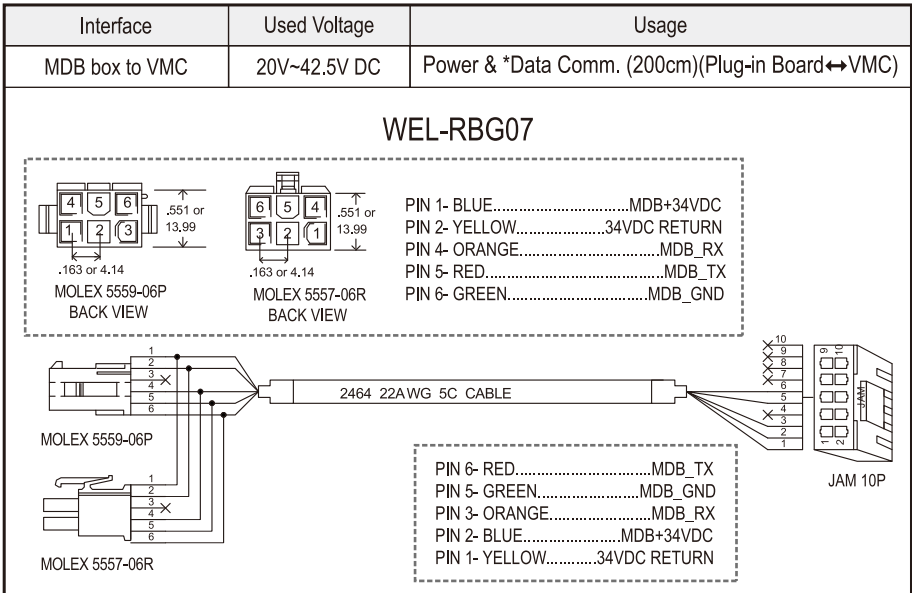 Interface Used Voltage Usage
MDB box to VMC 20V~42.5V DC Power & *Data Comm. (200cm)(Plug-in Board↔VMC)
WEL-RBG07
4 5 6
1 2 3
.551 or
13.99
.163 or 4.14
MOLEX 5559-06P
BACK VIEW
6 5 4
3 2 1
.551 or
13.99
.163 or 4.14
MOLEX 5557-06R
BACK VIEW
PIN 1- BLUE..............................MDB+34VDC
PIN 2- YELLOW....................34VDC RETURN
PIN 4- ORANGE...............................MDB_RX
PIN 5- RED........................................MDB_TX
PIN 6- GREEN................................MDB_GND
1
2
3
4
5
6
MOLEX 5559-06P
1
2
3
4
5
6
MOLEX 5557-06R
2464 22AWG 5C CABLE
10
9
8
7
6
5
4
3
2
1
9 10
JAM
1 2
JAM 10P
PIN 6- RED................................MDB_TX
PIN 5- GREEN.........................MDB_GND
PIN 3- ORANGE........................MDB_RX
PIN 2- BLUE......................MDB+34VDC
PIN 1- YELLOW............34VDC RETURN